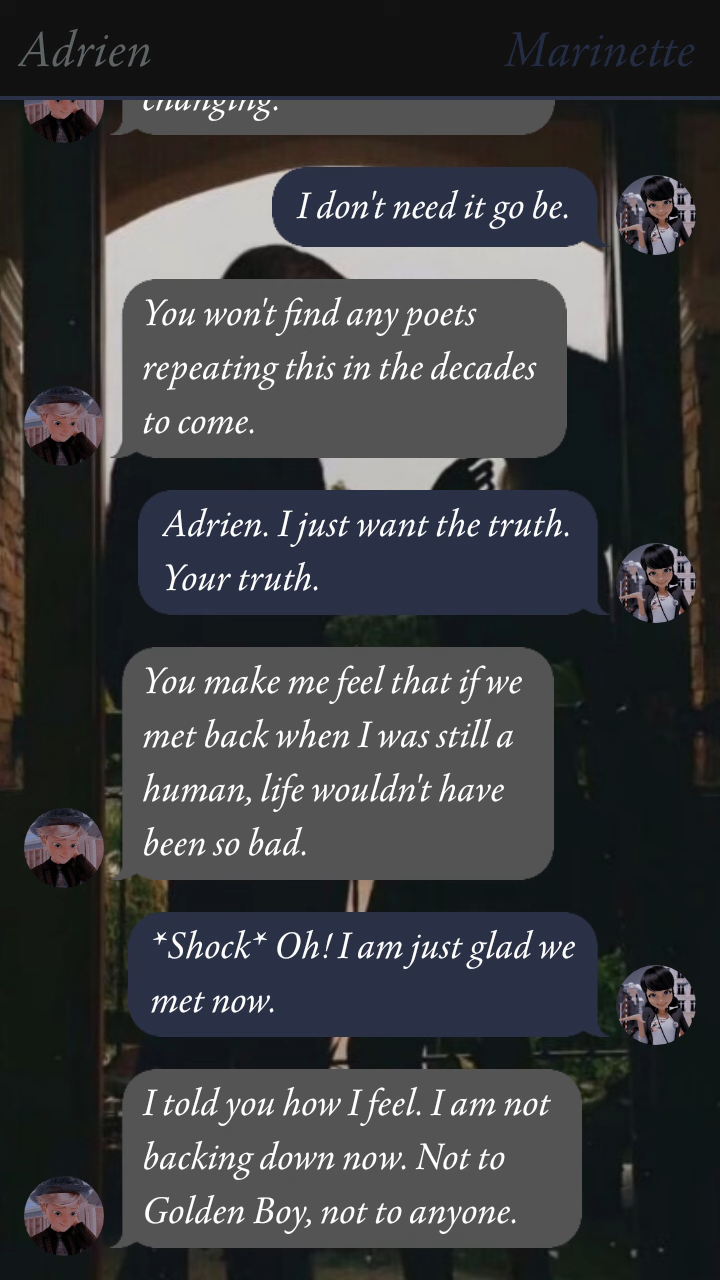 Adrien
Marinette
changing.
I don't need it go be.
You won't find any poets
repeating this in the decades
to come.
Adrien. I just want the truth.
Your truth.
You make me feel that if we
met back when I was still a
human, life wouldn't have
been so bad.
*Shock* Oh! I am just glad we
met now.
I told you how I feel. I am not
backing down now. Not to
Golden Boy, not to anyone.